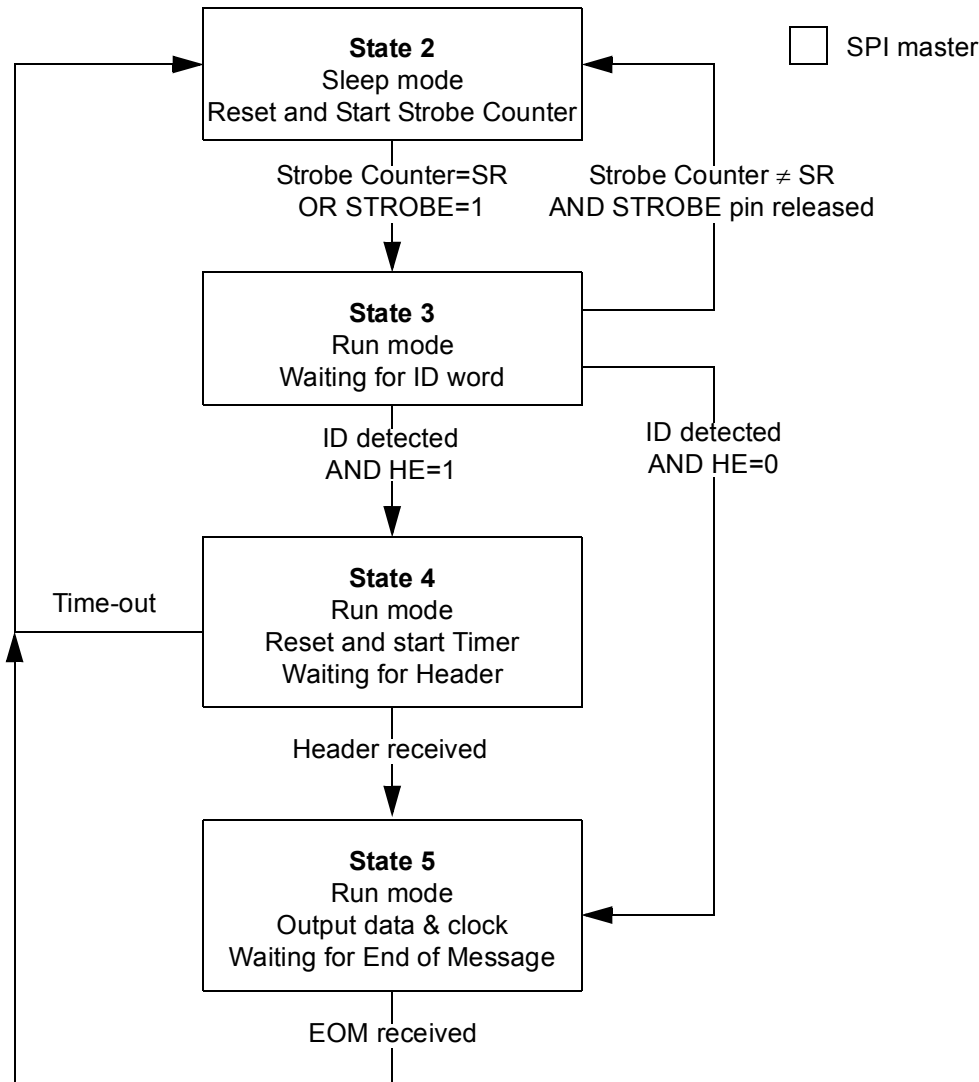 State 2
Sleep mode
Reset and Start Strobe Counter
SPI master
Strobe Counter=SR
OR STROBE=1
Strobe Counter ≠ SR
AND STROBE pin released
State 3
Run mode
Waiting for ID word
ID detected
AND HE=1
ID detected
AND HE=0
State 4
Run mode
Reset and start Timer
Waiting for Header
Time-out
Header received
State 5
Run mode
Output data & clock
Waiting for End of Message
EOM received